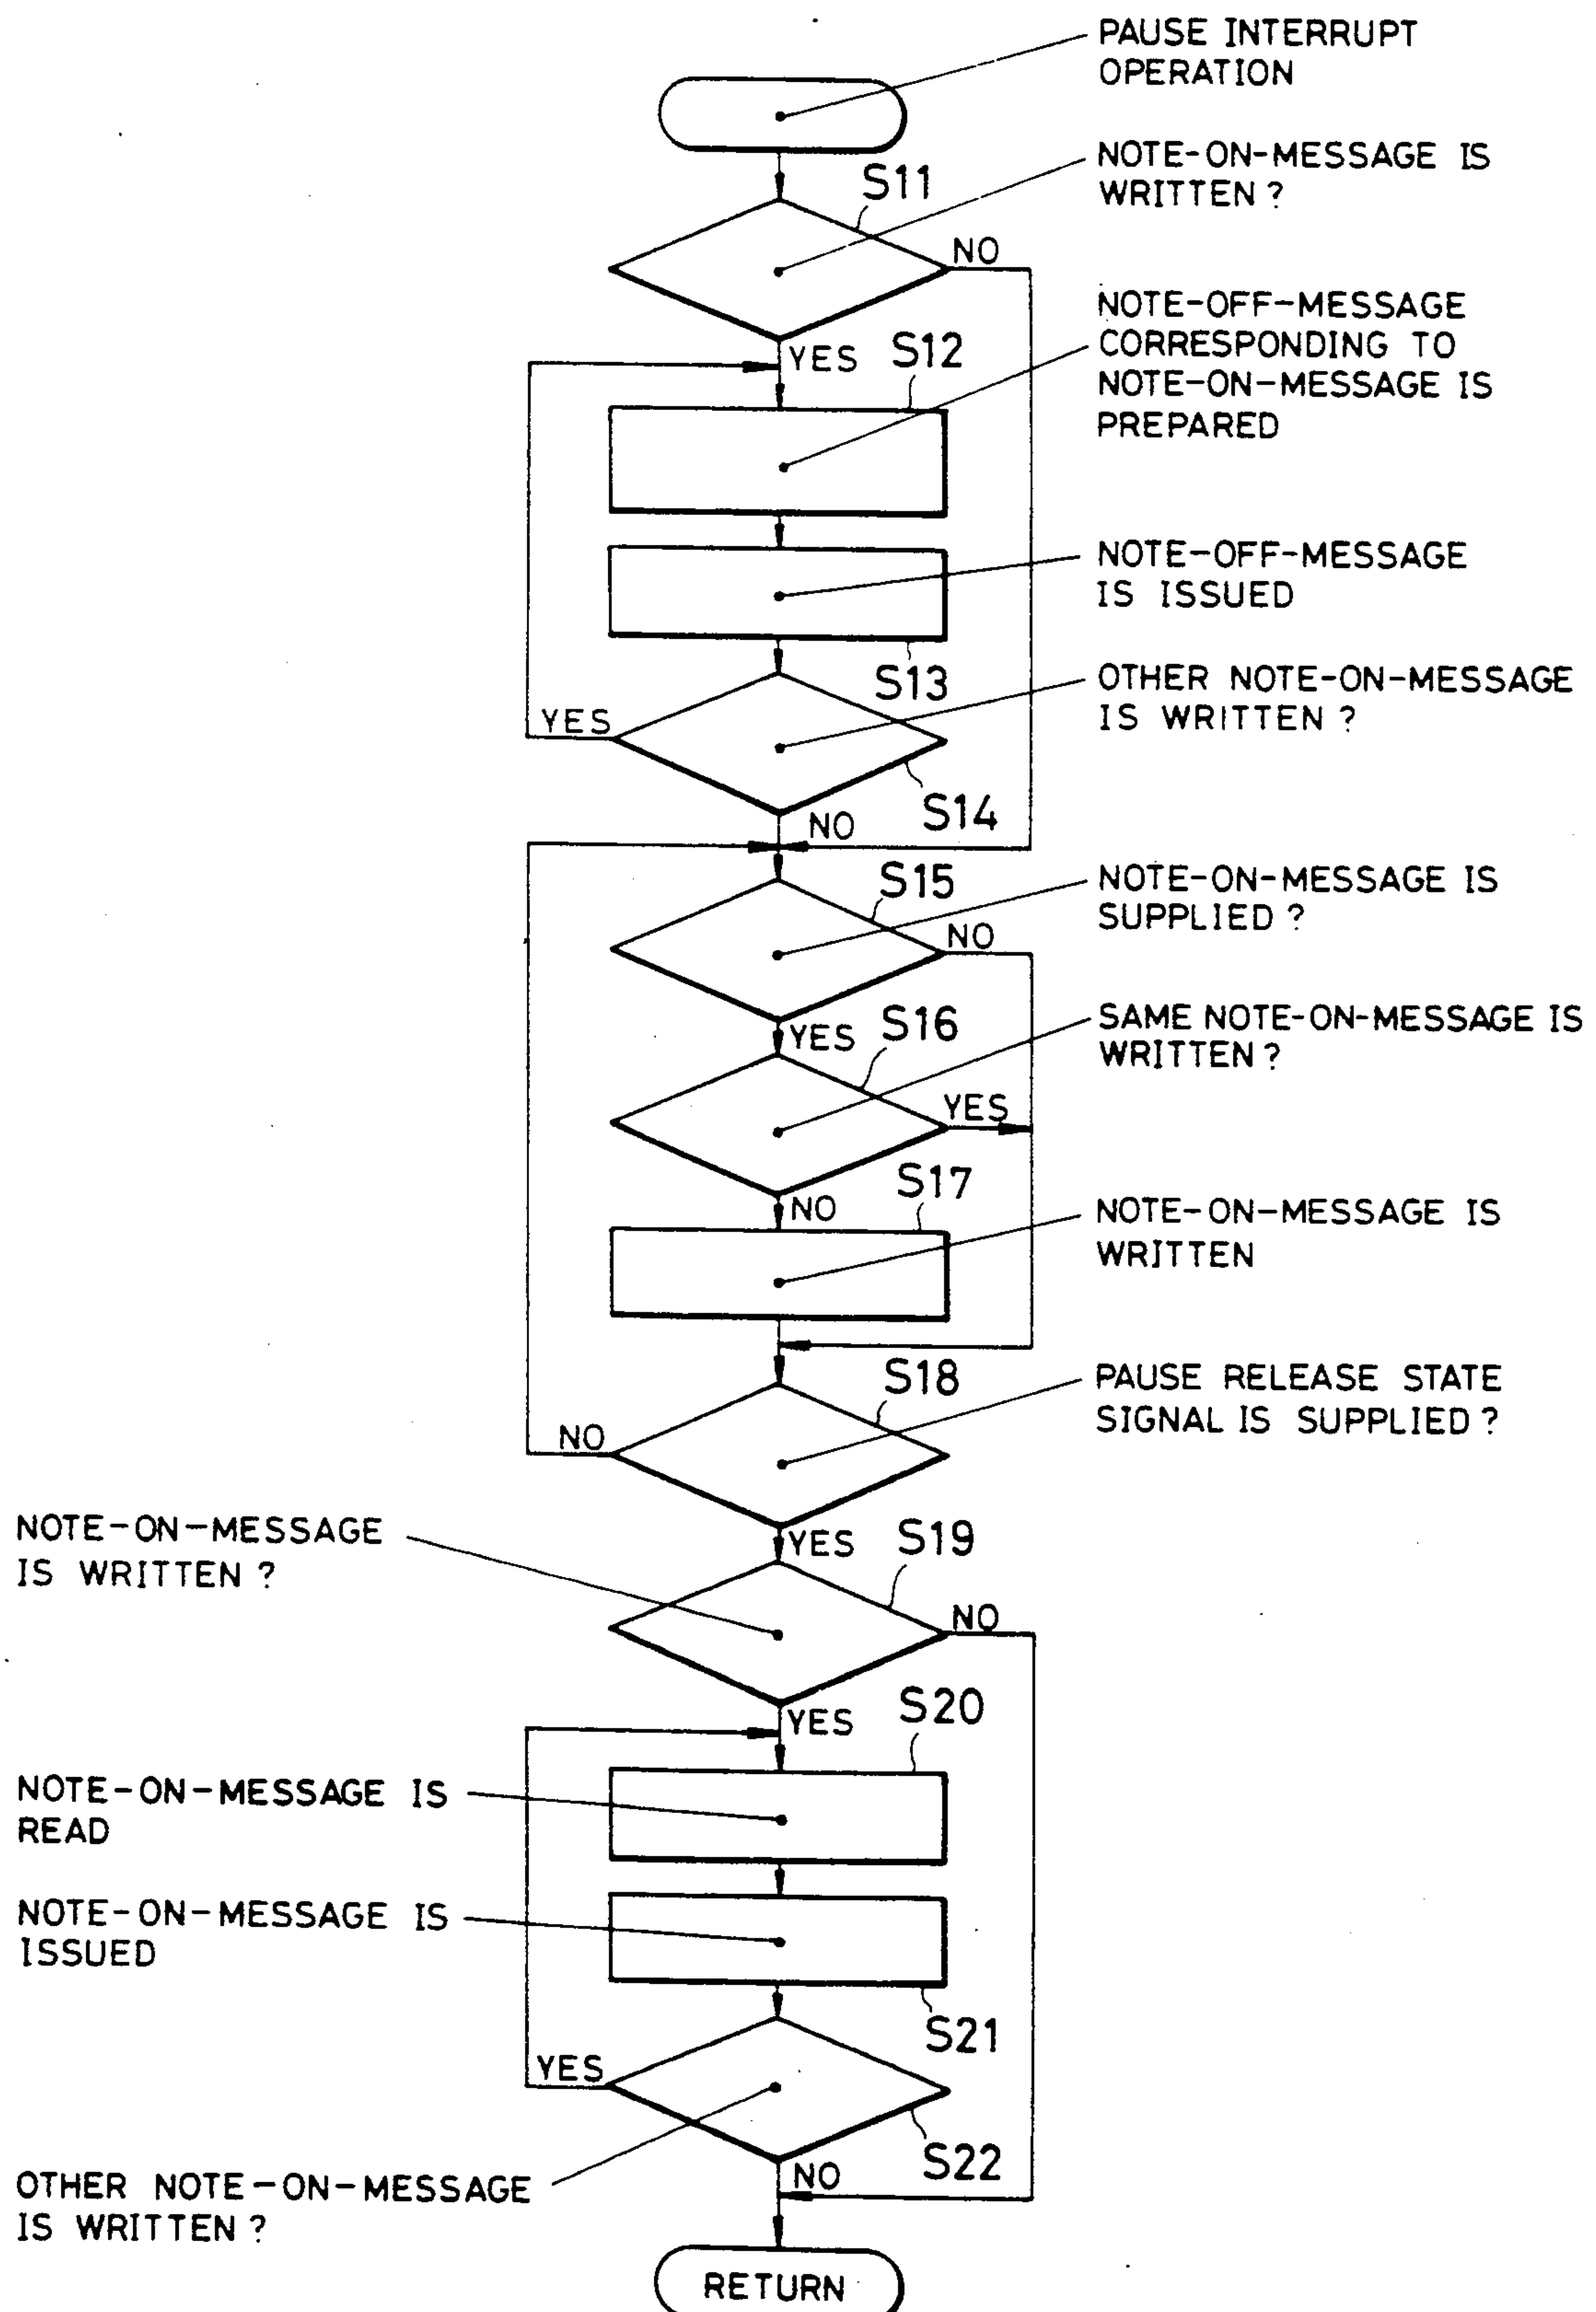 PAUSE INTERRUPT
OPERATION
NOTE-ON-MESSAGE IS
WRITTEN?
S11
NO
NOTE-OFF-MESSAGE
CORRESPONDING TO
NOTE-ON-MESSAGE IS
PREPARED
YES
S12
NOTE-OFF-MESSAGE
IS ISSUED
S13
OTHER NOTE-ON-MESSAGE
IS WRITTEN?
YES
S14
NO
S15
NOTE-ON-MESSAGE IS
SUPPLIED?
NO
YES
S16
SAME NOTE-ON-MESSAGE IS
WRITTEN?
YES
S17
NO
NOTE-ON-MESSAGE IS
WRITTEN
S18
PAUSE RELEASE STATE
SIGNAL IS SUPPLIED?
NO
NOTE-ON-MESSAGE
IS WRITTEN?
YES
S19
NO
S20
YES
NOTE-ON-MESSAGE IS
READ
NOTE-ON-MESSAGE IS
ISSUED
S21
YES
S22
OTHER NOTE-ON-MESSAGE
IS WRITTEN?
NO
RETURN